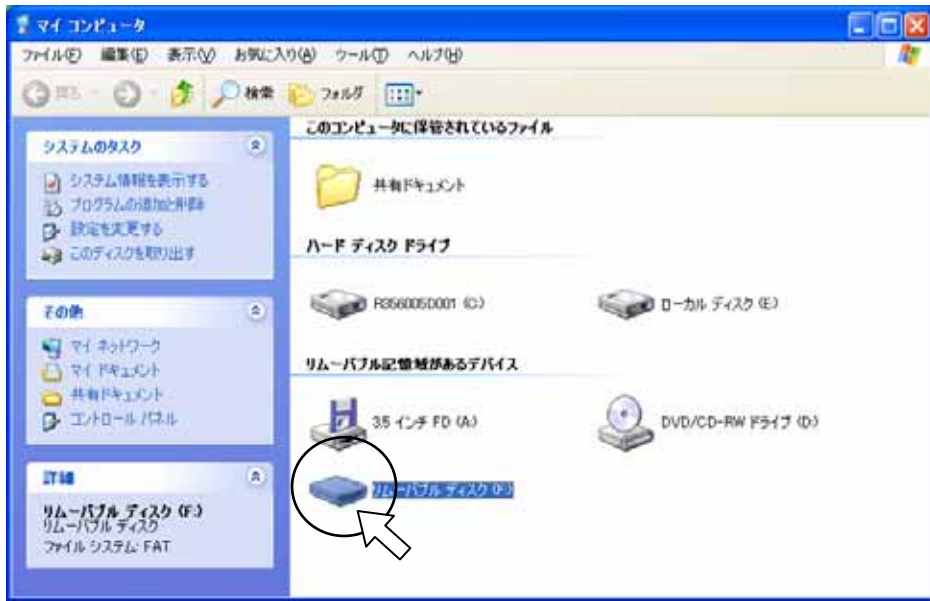 マイ コンピュータ
ファイル(F) 編集(E) 表示(V) お気に入り(A) ツール(T) ヘルプ(H)
戻る 検索 フォルダ
システムのタスク
システム情報を表示する
プログラムの追加と削除
設定を変更する
このディスクを取り出す
その他
マイ ネットワーク
マイ ドキュメント
共有ドキュメント
コントロール パネル
詳細
リムーバブル ディスク (F:)
リムーバブル ディスク
ファイル システム: FAT
このコンピュータに保管されているファイル
共有ドキュメント
ハード ディスク ドライブ
R356005D001 (C:)
ローカル ディスク (E:)
リムーバブル記憶域があるデバイス
3.5 インチ FD (A:)
DVD/CD-RW ドライブ (D:)
リムーバブル ディスク (F:)